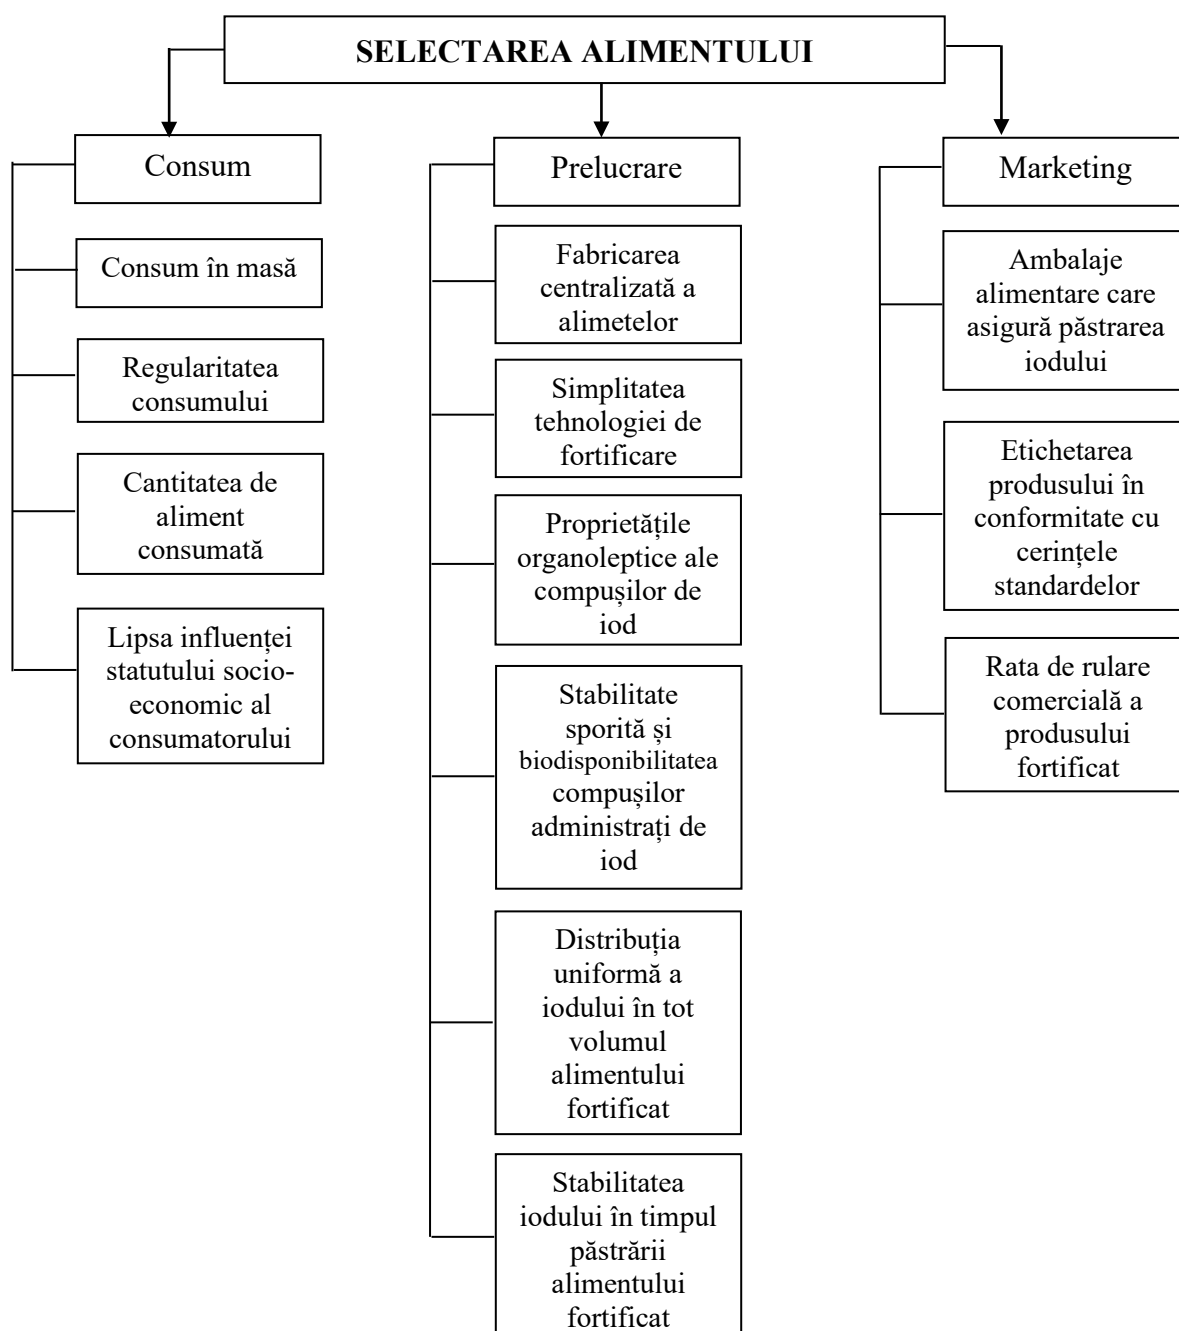 SELECTAREA ALIMENTULUI
Consum
Consum în masă
Regularitatea
consumului
Cantitatea de
aliment
consumată
Lipsa influenței
statutului socio-
economic al
consumatorului
Prelucrare
Fabricarea
centralizată a
alimetelor
Simplitatea
tehnologiei de
fortificare
Proprietățile
organoleptice ale
compușilor de
iod
Stabilitate
sporită și
biodisponibilitatea
compușilor
administrați de
iod
Distribuția
uniformă a
iodului în tot
volumul
alimentului
fortificat
Stabilitatea
iodului în timpul
păstrării
alimentului
fortificat
Marketing
Ambalaje
alimentare care
asigură păstrarea
iodului
Etichetarea
produsului în
conformitate cu
cerințele
standardelor
Rata de rulare
comercială a
produsului
fortificat